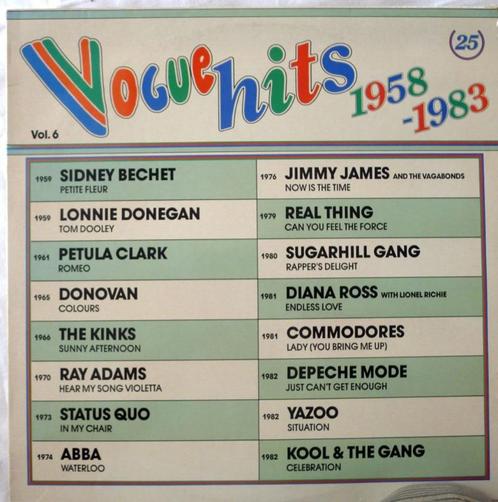 Vogue hits
1958
-1983
25
Vol. 6
1959 SIDNEY BECHET
PETITE FLEUR
1959 LONNIE DONEGAN
TOM DOOLEY
1961 PETULA CLARK
ROMEO
1965 DONOVAN
COLOURS
1966 THE KINKS
SUNNY AFTERNOON
1970 RAY ADAMS
HEAR MY SONG VIOLETTA
1973 STATUS QUO
IN MY CHAIR
1974 ABBA
WATERLOO
1976 JIMMY JAMES AND THE VAGABONDS
NOW IS THE TIME
1979 REAL THING
CAN YOU FEEL THE FORCE
1980 SUGARHILL GANG
RAPPER'S DELIGHT
1981 DIANA ROSS WITH LIONEL RICHIE
ENDLESS LOVE
1981 COMMODORES
LADY (YOU BRING ME UP)
1982 DEPECHE MODE
JUST CAN'T GET ENOUGH
1982 YAZOO
SITUATION
1982 KOOL & THE GANG
CELEBRATION